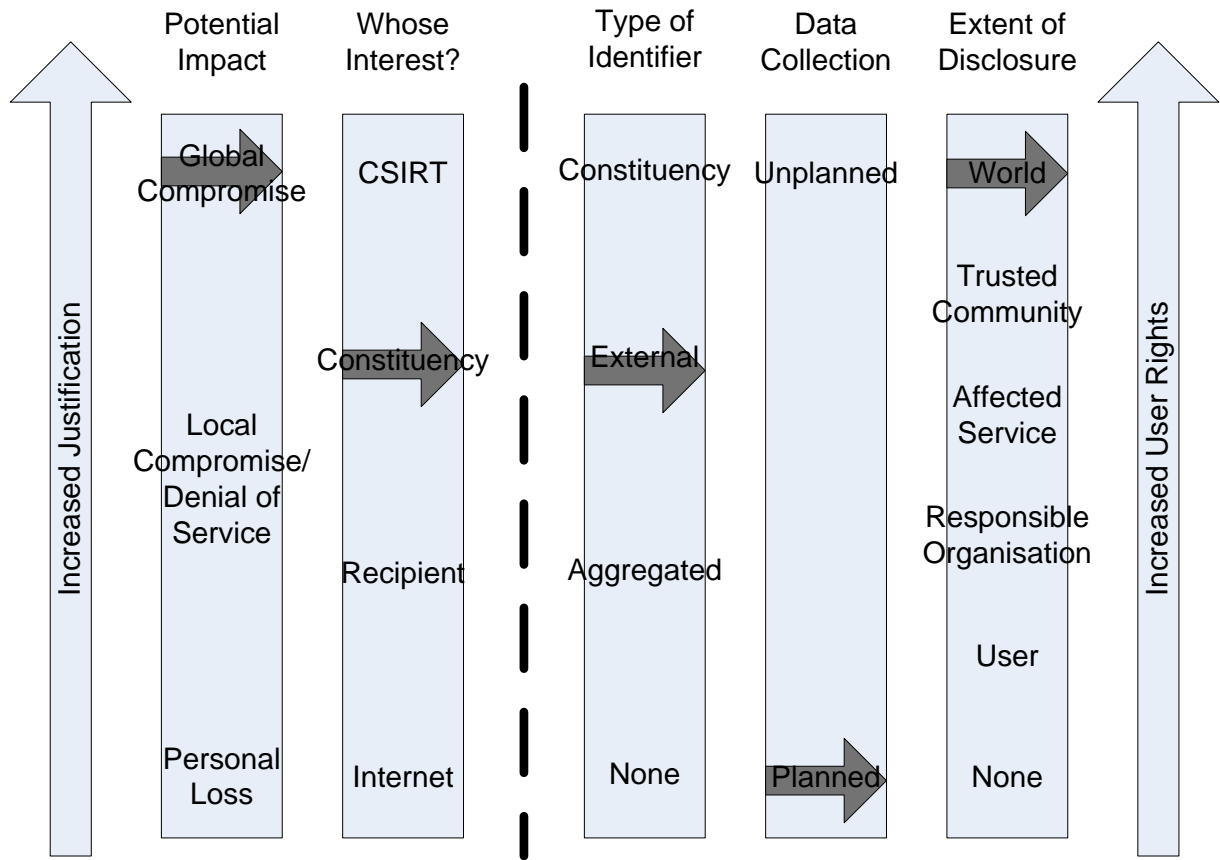 Potential
Impact
Whose
Interest?
Type of
Identifier
Data
Collection
Extent of
Disclosure
Increased Justification
Global
Compromise
Local
Compromise/
Denial of
Service
Personal
Loss
CSIRT
Constituency
Recipient
Internet
Constituency
External
Aggregated
None
Unplanned
Planned
World
Trusted
Community
Affected
Service
Responsible
Organisation
User
None
Increased User Rights